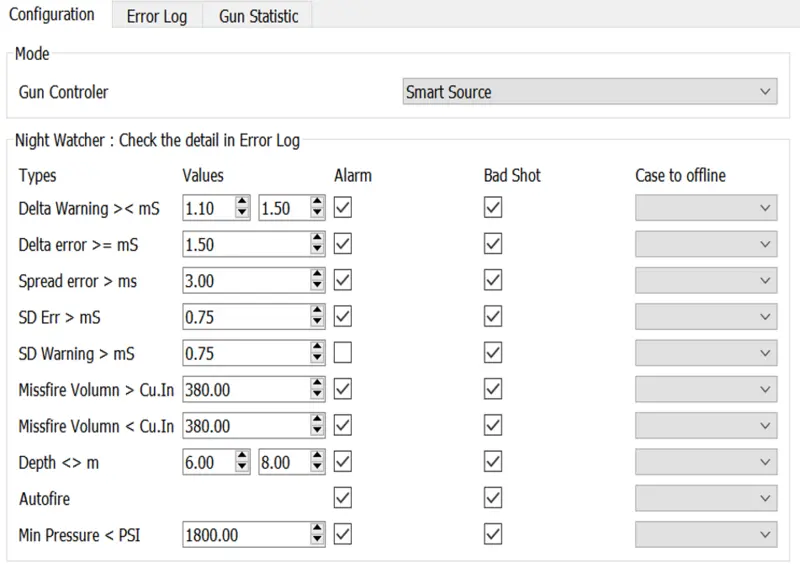 Configuration Error Log Gun Statistic
Mode
Gun Controler Smart Source
Night Watcher : Check the detail in Error Log
Types Values Alarm Bad Shot Case to offline
Delta Warning >< mS 1.10 1.50
Delta error >= mS 1.50
Spread error > ms 3.00
SD Err > mS 0.75
SD Warning > mS 0.75
Missfire Volumn > Cu.In 380.00
Missfire Volumn < Cu.In 380.00
Depth <> m 6.00 8.00
Autofire
Min Pressure < PSI 1800.00